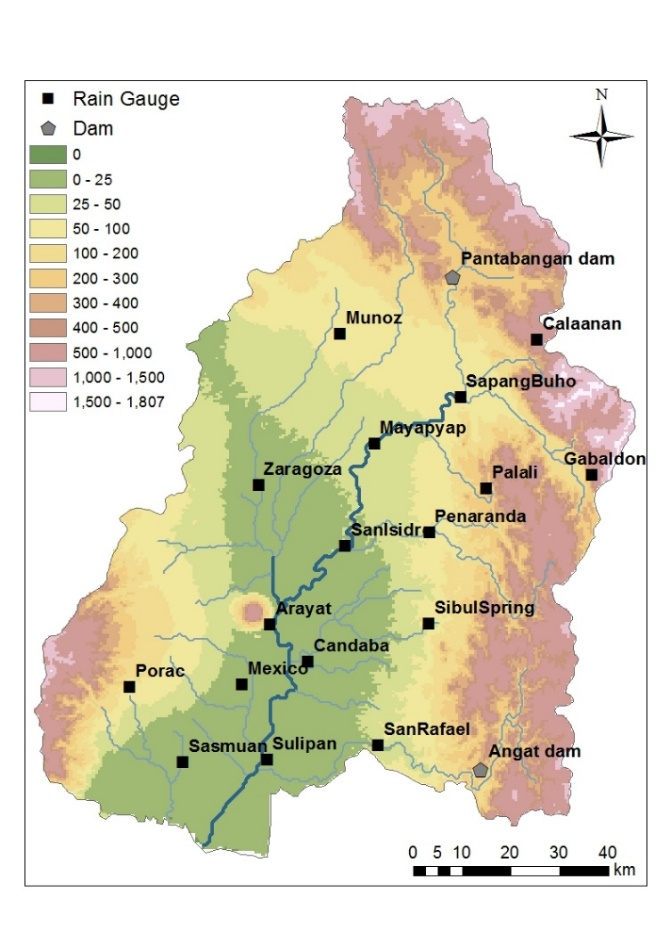 Rain Gauge
N
Dam
0
0 - 25
25 - 50
50 - 100
100 - 200
200 - 300
300 - 400
400 - 500
500 - 1,000
1,000 - 1,500
1,500 - 1,807
Pantabangan dam
Munoz
Calaanan
SapangBuho
Mayapyap
Zaragoza
Gabaldon
Palali
Penaranda
SanIsidr
Arayat
SibulSpring
Candaba
Mexico
Porac
SanRafael
Sasmuan
Sulipan
Angat dam
0 5 10 20 30 40
km